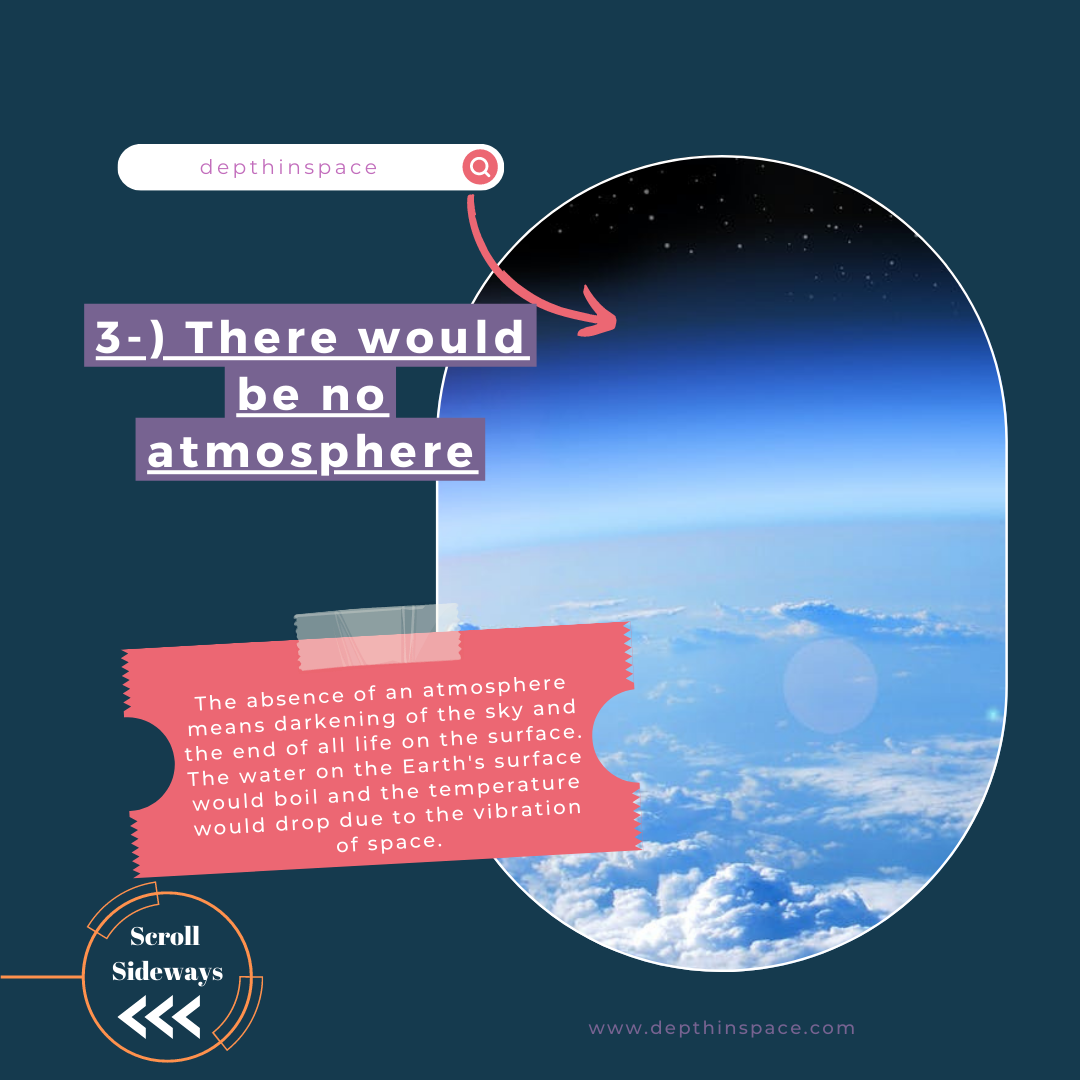 depthinspace
3-) There would
be no
atmosphere
The absence of an atmosphere
means darkening of the sky and
the end of all life on the surface.
The water on the Earth's surface
would boil and the temperature
would drop due to the vibration
of space.
Scroll
Sideways
www.depthinspace.com